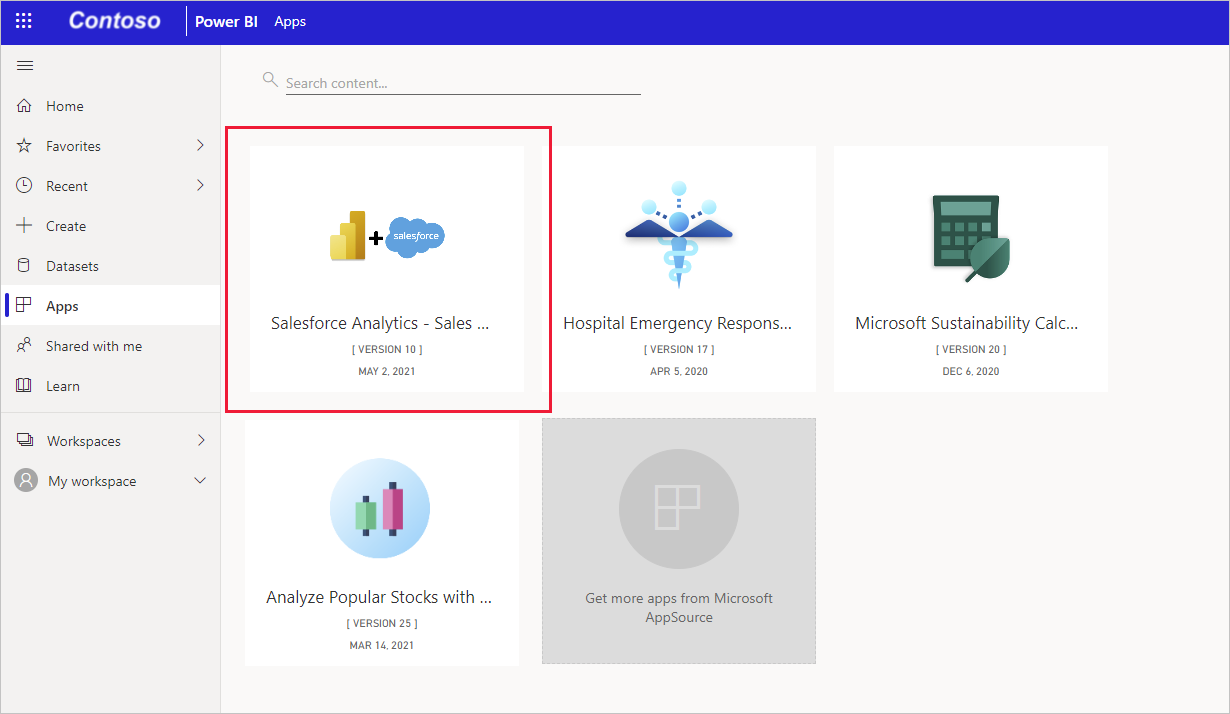 Contoso
Power BI
Apps
Search content...
Home
Favorites
Recent
Create
Datasets
Apps
Shared with me
Learn
Workspaces
My workspace
salesforce
Salesforce Analytics - Sales ...
[ VERSION 10 ]
MAY 2, 2021
Hospital Emergency Respons...
[ VERSION 17 ]
APR 5, 2020
Microsoft Sustainability Calc...
[ VERSION 20 ]
DEC 6, 2020
Analyze Popular Stocks with ...
[ VERSION 25 ]
MAR 14, 2021
Get more apps from Microsoft
AppSource